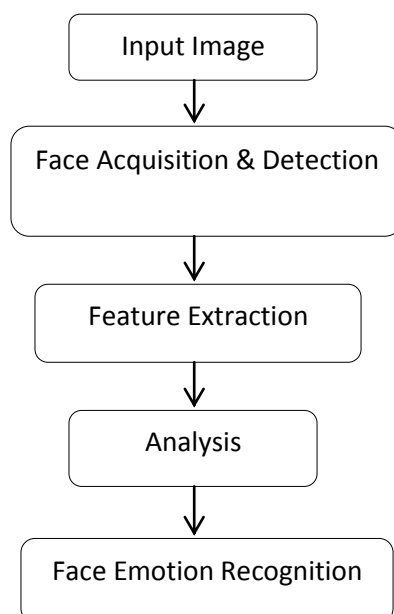 Input Image
Face Acquisition & Detection
Feature Extraction
Analysis
Face Emotion Recognition